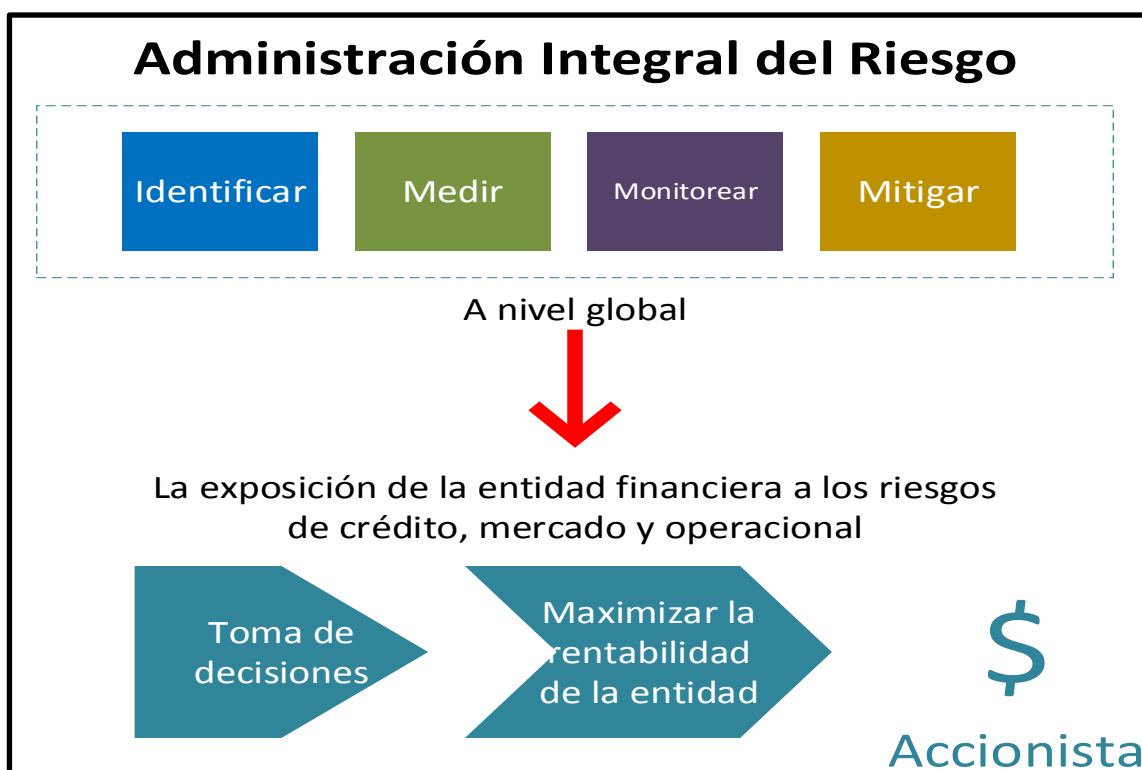 Administración Integral del Riesgo
Identificar
Medir
Monitorear
Mitigar
A nivel global
La exposición de la entidad financiera a los riesgos
de crédito, mercado y operacional
Toma de
decisiones
Maximizar la
rentabilidad
de la entidad
$
Accionista